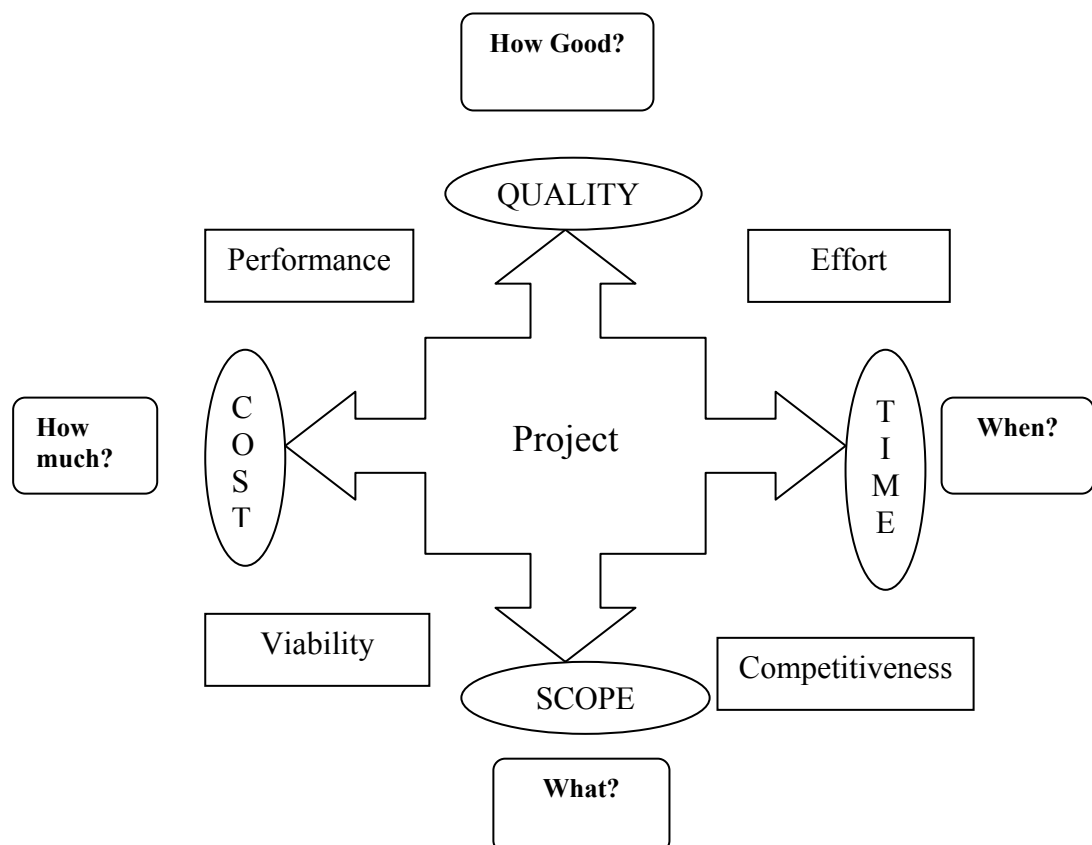 How Good?
QUALITY
Performance
Effort
How
much?
C
O
S
T
Project
T
I
M
E
When?
Viability
Competitiveness
SCOPE
What?